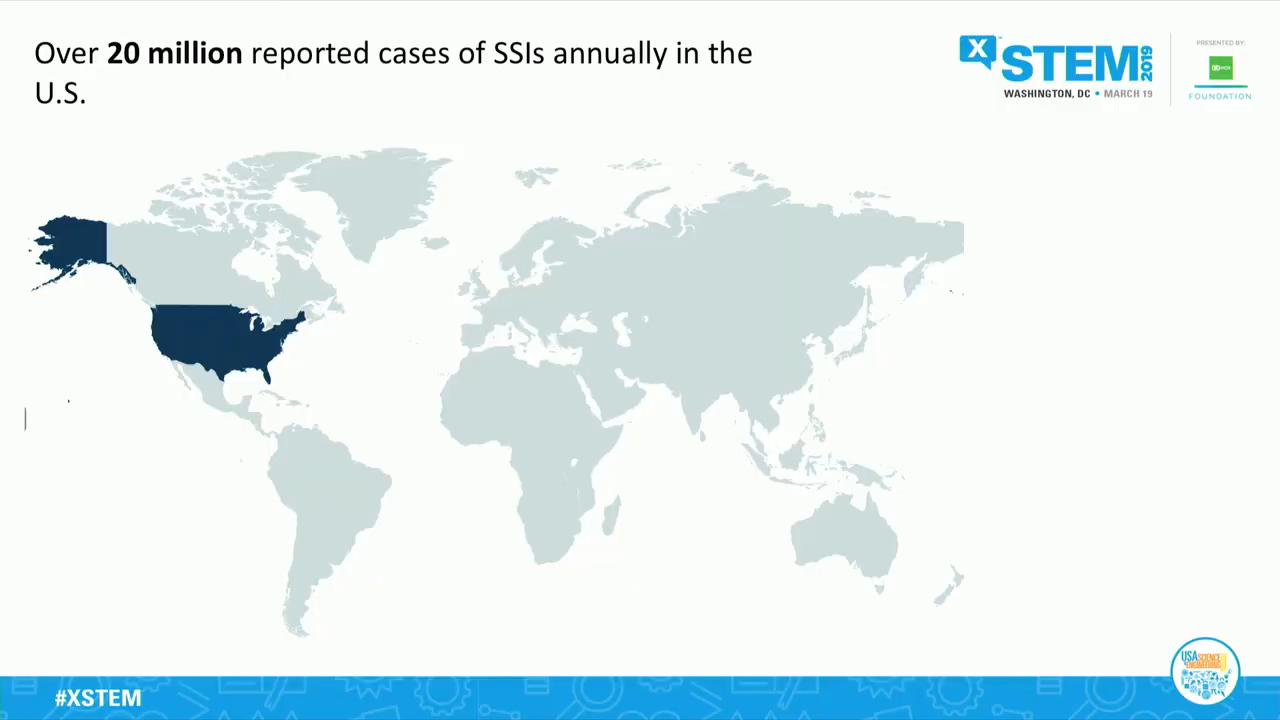 Over 20 million reported cases of SSIs annually in the
U.S.
X
STEM
2019
WASHINGTON, DC • MARCH 19
PRESENTED BY:
FOUNDATION
#XSTEM
USA SCIENCE
ENGINEERING